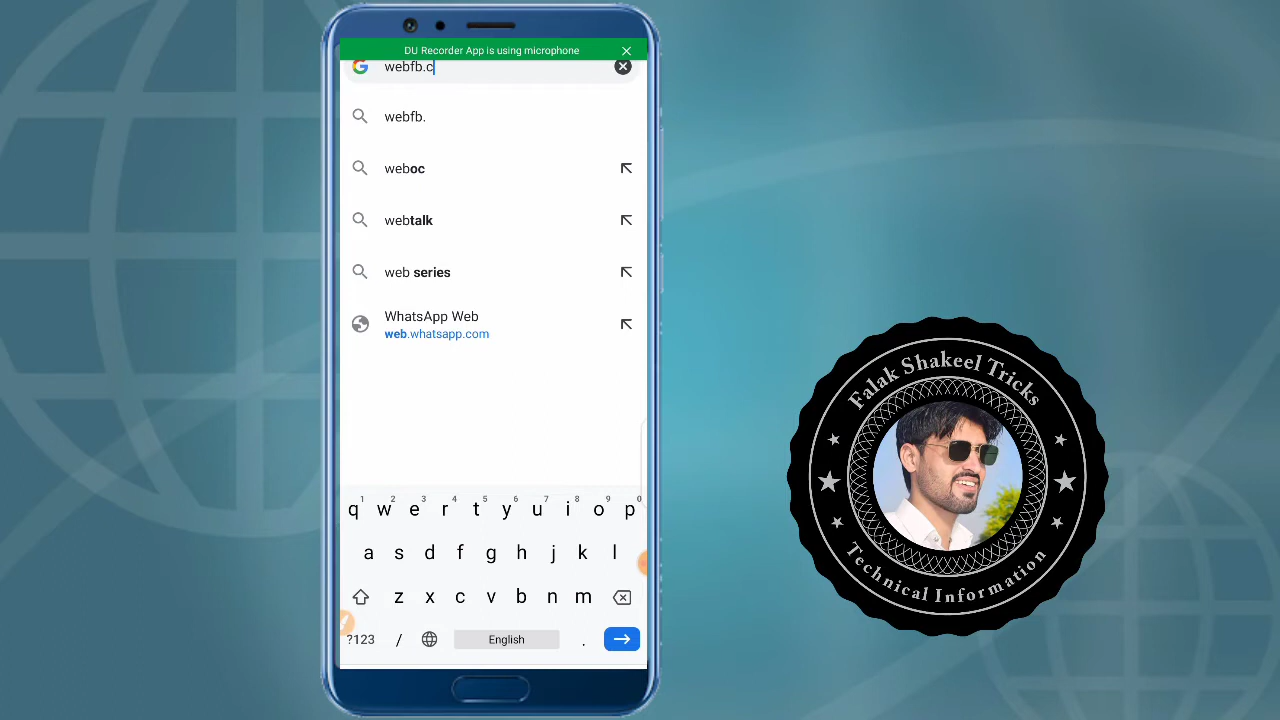 DU Recorder App is using microphone
webfb.c
webfb.
weboc
webtalk
web series
WhatsApp Web
web.whatsapp.com
1 2 3 4 5 6 7 8 9 0
q w e r t y u i o p
a s d f g h j k l
z x c v b n m
?123 / English .
Falak Shakeel Tricks
Technical Information